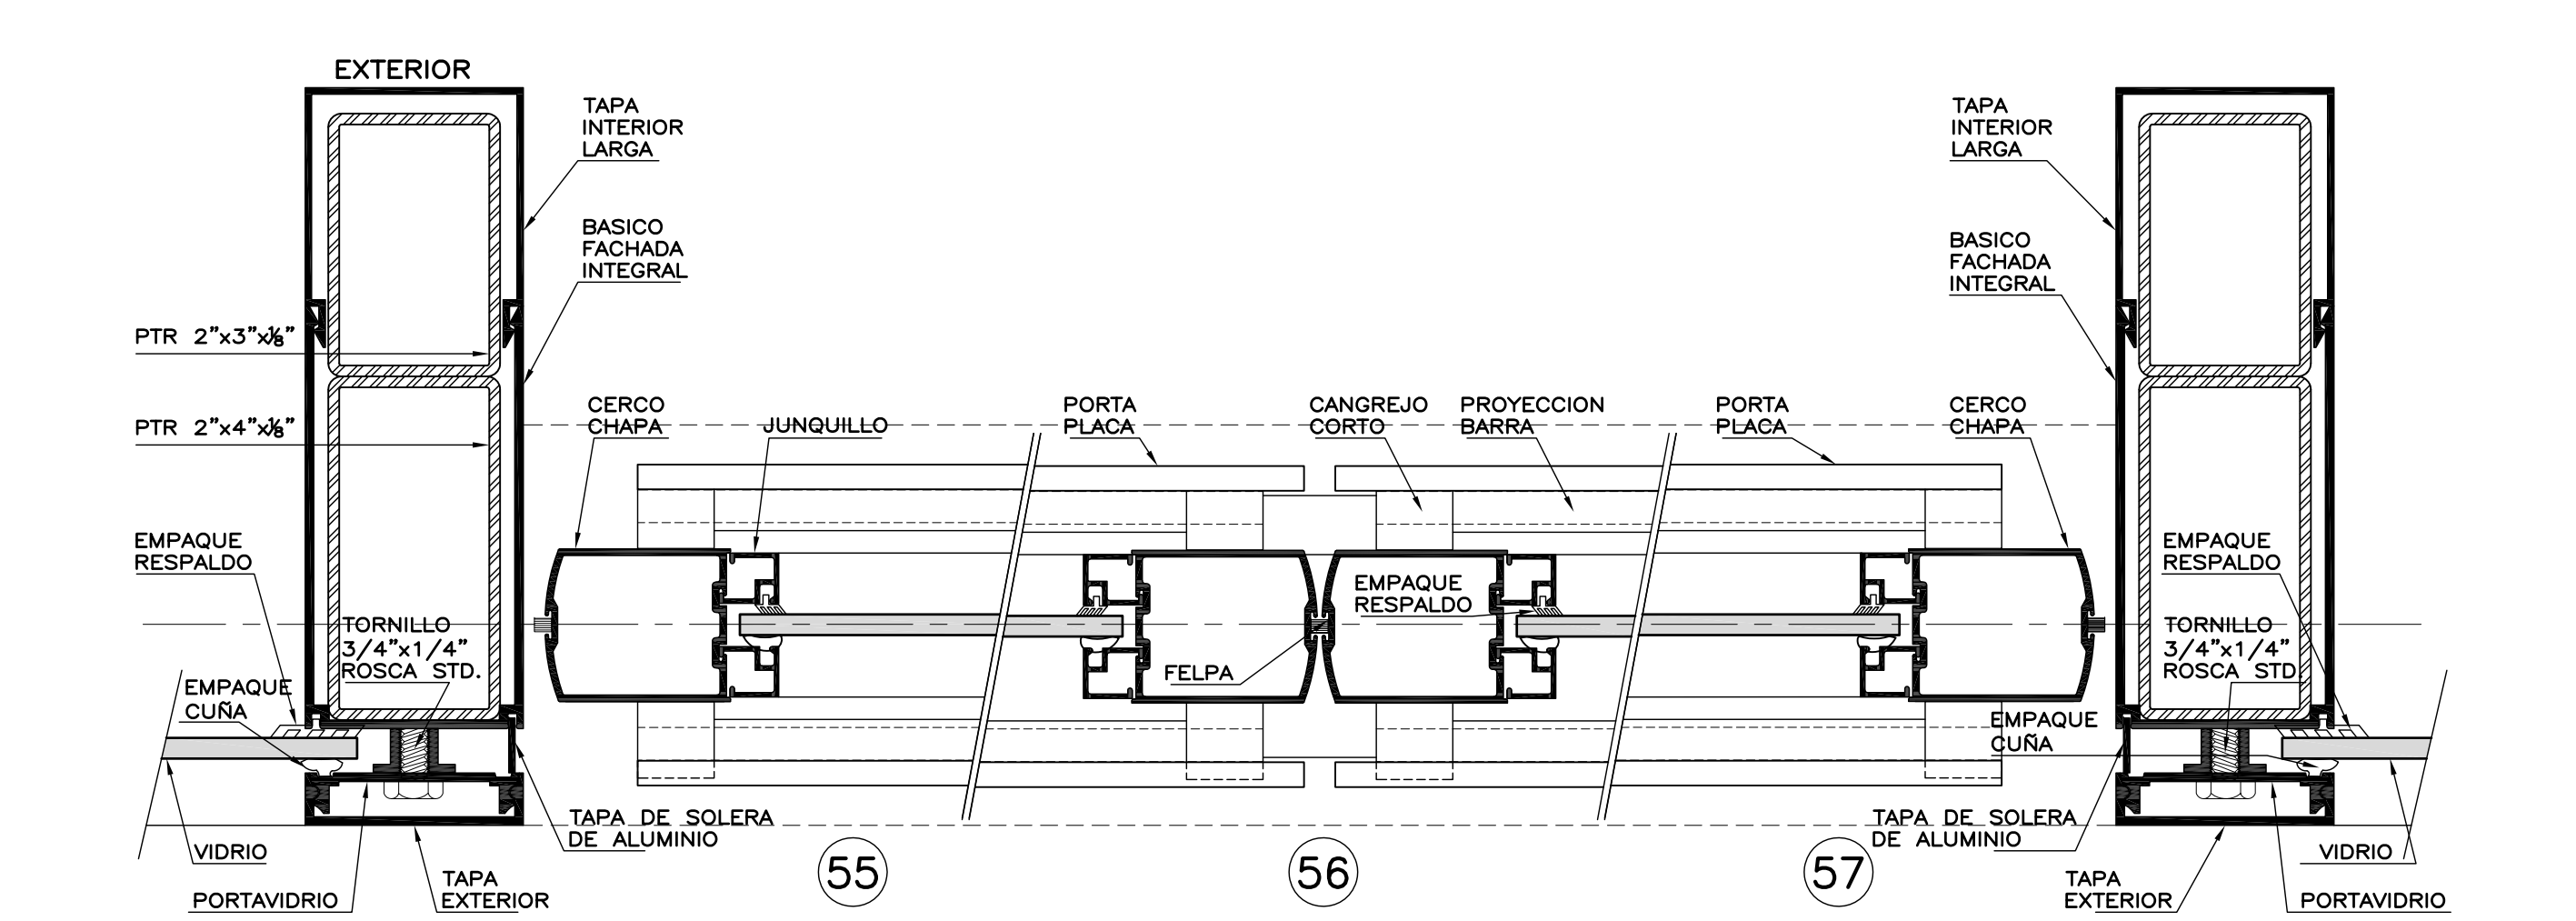 EXTERIOR
TAPA
INTERIOR
LARGA
BASICO
FACHADA
INTEGRAL
PTR 2"x3"x⅛"
PTR 2"x4"x⅛"
CERCO
CHAPA
JUNQUILLO
PORTA
PLACA
CANGREJO
CORTO
PROYECCION
BARRA
PORTA
PLACA
CERCO
CHAPA
TAPA
INTERIOR
LARGA
BASICO
FACHADA
INTEGRAL
EMPAQUE
RESPALDO
TORNILLO
3/4"x1/4"
ROSCA STD.
EMPAQUE
CUÑA
EMPAQUE
RESPALDO
FELPA
EMPAQUE
RESPALDO
TORNILLO
3/4"x1/4"
ROSCA STD.
EMPAQUE
CUÑA
TAPA DE SOLERA
DE ALUMINIO
VIDRIO
PORTAVIDRIO
TAPA
EXTERIOR
55
56
57
TAPA DE SOLERA
DE ALUMINIO
VIDRIO
TAPA
EXTERIOR
PORTAVIDRIO